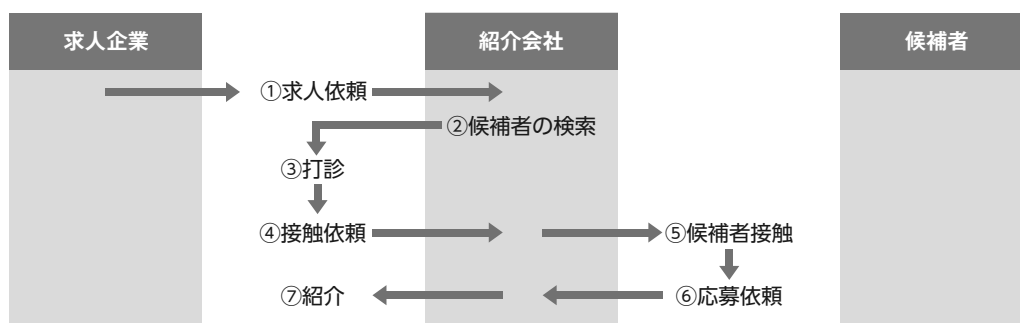 求人企業
紹介会社
候補者
①求人依頼
②候補者の検索
③打診
④接触依頼
⑤候補者接触
⑥応募依頼
⑦紹介